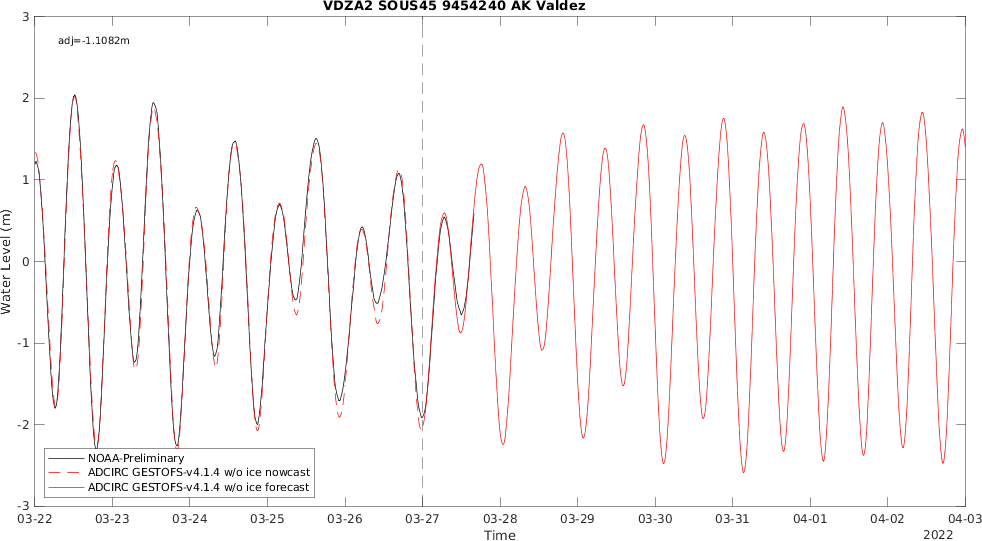 VDZA2 SOUS45 9454240 AK Valdez
adj=-1.1082m
3
2
1
0
-1
-2
-3
Water Level (m)
NOAA-Preliminary
ADCIRC GESTOFS-v4.1.4 w/o ice nowcast
ADCIRC GESTOFS-v4.1.4 w/o ice forecast
03-22 03-23 03-24 03-25 03-26 03-27 03-28 03-29 03-30 03-31 04-01 04-02 04-03
Time
2022